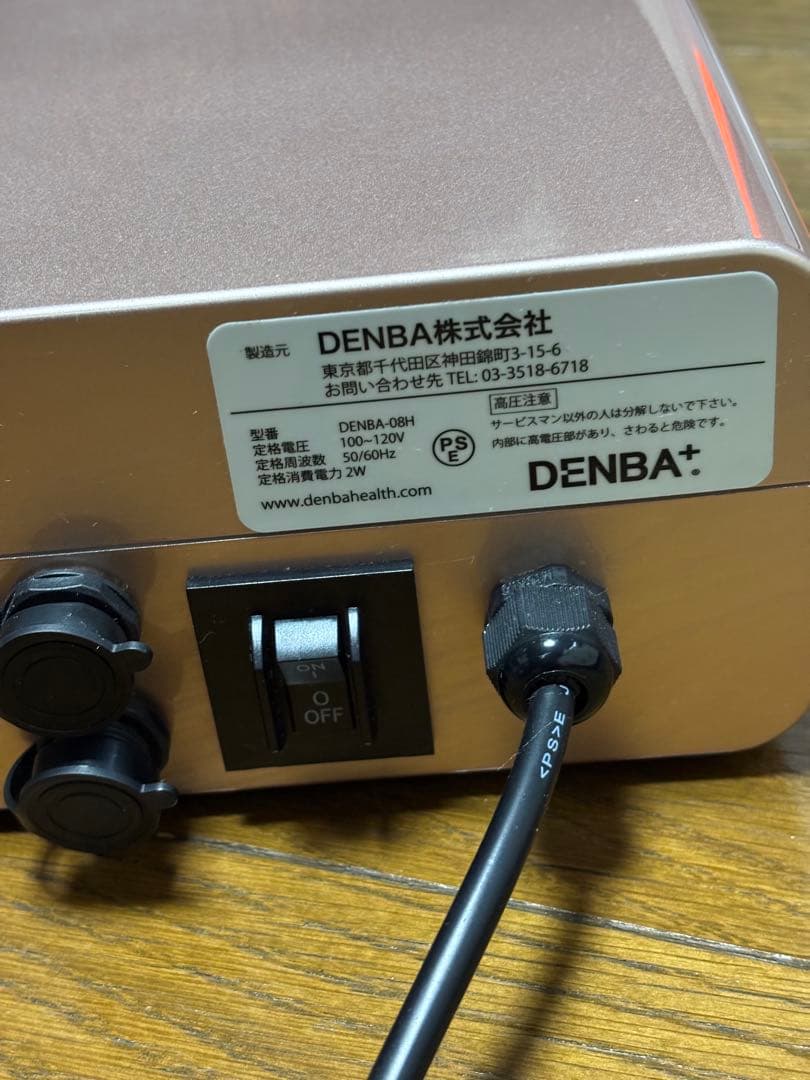 製造元 DENBA株式会社
東京都千代田区神田錦町3-15-6
お問い合わせ先 TEL: 03-3518-6718
型番 DENBA-08H
定格電圧 100~120V
定格周波数 50/60Hz
定格消費電力 2W
www.denbahealth.com
PSE
高圧注意
サービスマン以外の人は分解しないで下さい。
内部に高電圧部があり、さわると危険です。
DENBA+®
ON
OFF
<PS>E J